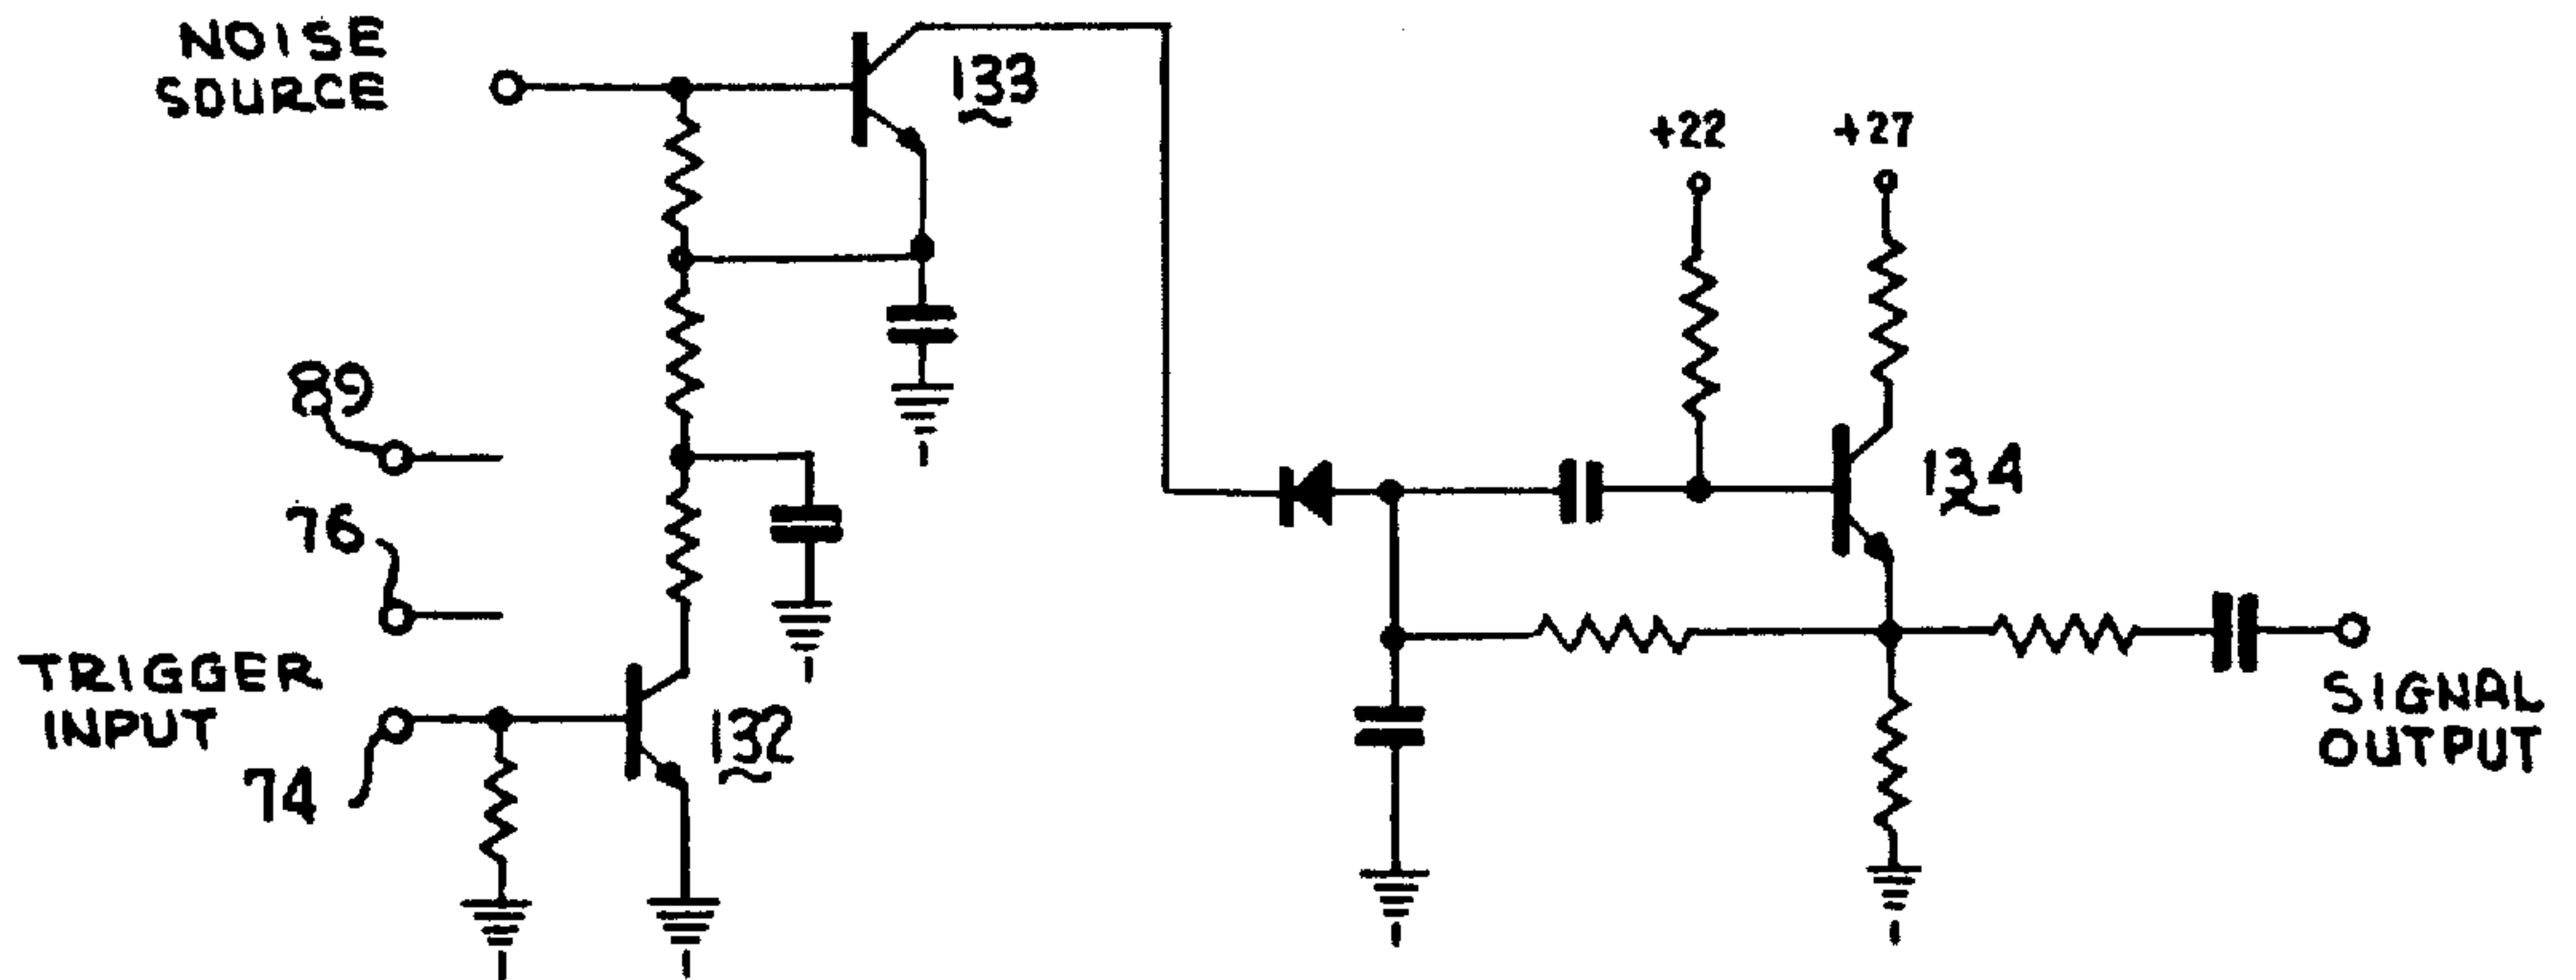 NOISE
SOURCE
133
+22
+27
89
134
76
TRIGGER
INPUT
132
74
SIGNAL
OUTPUT